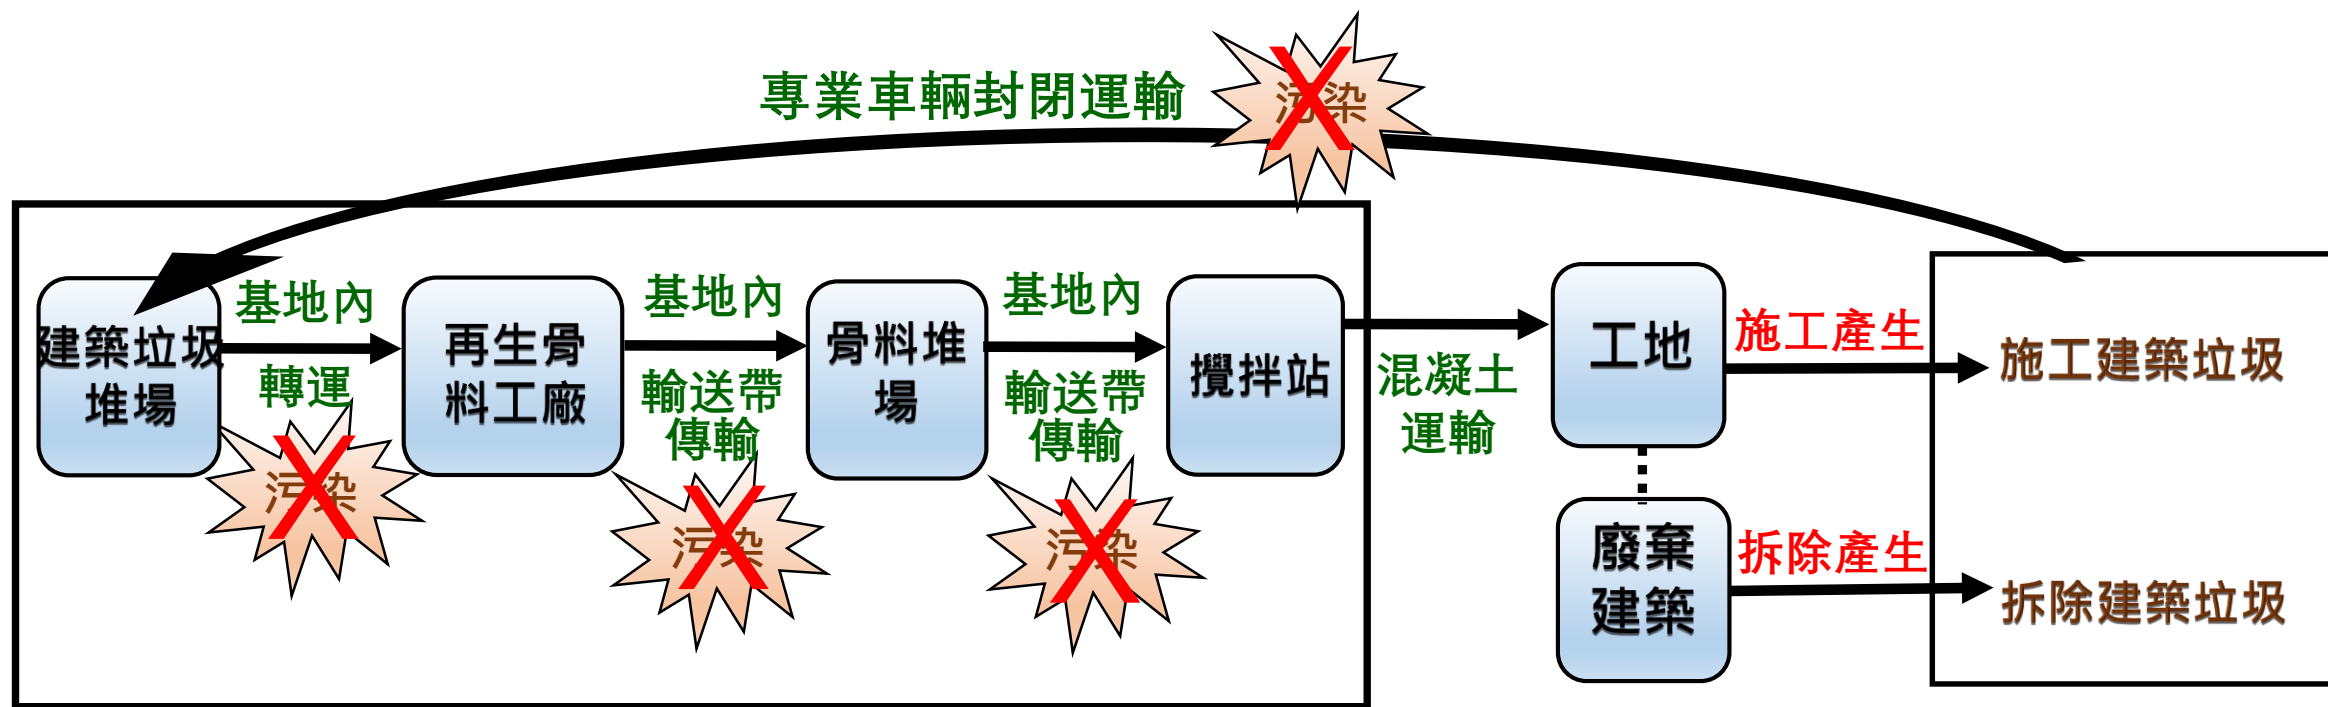 專業車輛封閉運輸
污染
建築垃圾
堆場
基地內
轉運
污染
再生骨
料工廠
基地內
輸送帶
傳輸
污染
骨料堆
場
基地內
輸送帶
傳輸
污染
攪拌站
混凝土
運輸
工地
施工產生
施工建築垃圾
廢棄
建築
拆除產生
拆除建築垃圾